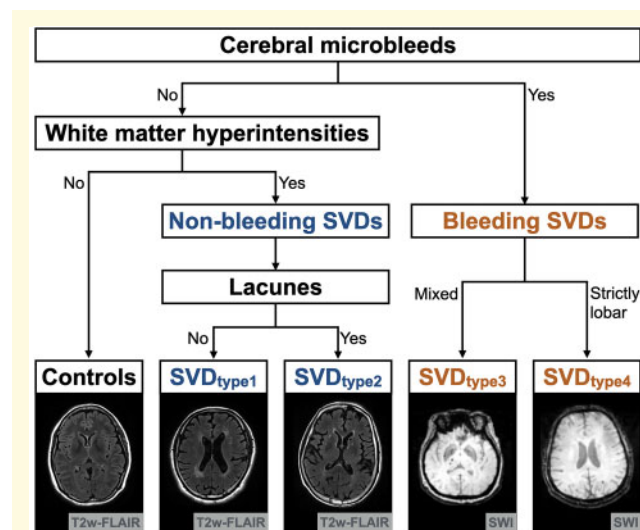 Cerebral microbleeds
No
Yes
White matter hyperintensities
No
Yes
Non-bleeding SVDs
Bleeding SVDs
Lacunes
Mixed
Strictly
lobar
No
Yes
Controls
SVDtype1
SVDtype2
SVDtype3
SVDtype4
T2w-FLAIR
T2w-FLAIR
T2w-FLAIR
SWI
SWI